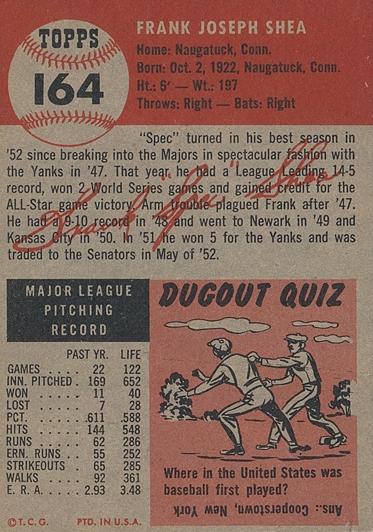 TOPPS
164
FRANK JOSEPH SHEA
Home: Naugatuck, Conn.
Born: Oct. 2, 1922, Naugatuck, Conn.
Ht.: 6' — Wt.: 197
Throws: Right — Bats: Right
"Spec" turned in his best season in
'52 since breaking into the Majors in spectacular fashion with
the Yanks in '47. That year, he had a League Leading 14-5
record, won 2 World Series games and gained credit for the
ALL-Star game victory. Arm trouble plagued Frank after '47.
He had a 9-10 record in '48 and went to Newark in '49 and
Kansas City in '50. In '51 he won 5 for the Yanks and was
traded to the Senators in May of '52.
Frank "Spec" Shea
MAJOR LEAGUE
PITCHING
RECORD
PAST YR. LIFE
GAMES . . . . . 22 122
INN. PITCHED . 169 652
WON . . . . . 11 40
LOST . . . . . 7 28
PCT. . . . . . .611 .588
HITS . . . . . 144 548
RUNS . . . . . 62 286
ERN. RUNS . . 55 252
STRIKEOUTS . . 65 285
WALKS . . . . 92 361
E. R. A. . . . . 2.93 3.48
©T.C.G. PTD. IN U.S.A.
DUGOUT QUIZ
Where in the United States was
baseball first played?
Ans.: Cooperstown, New York